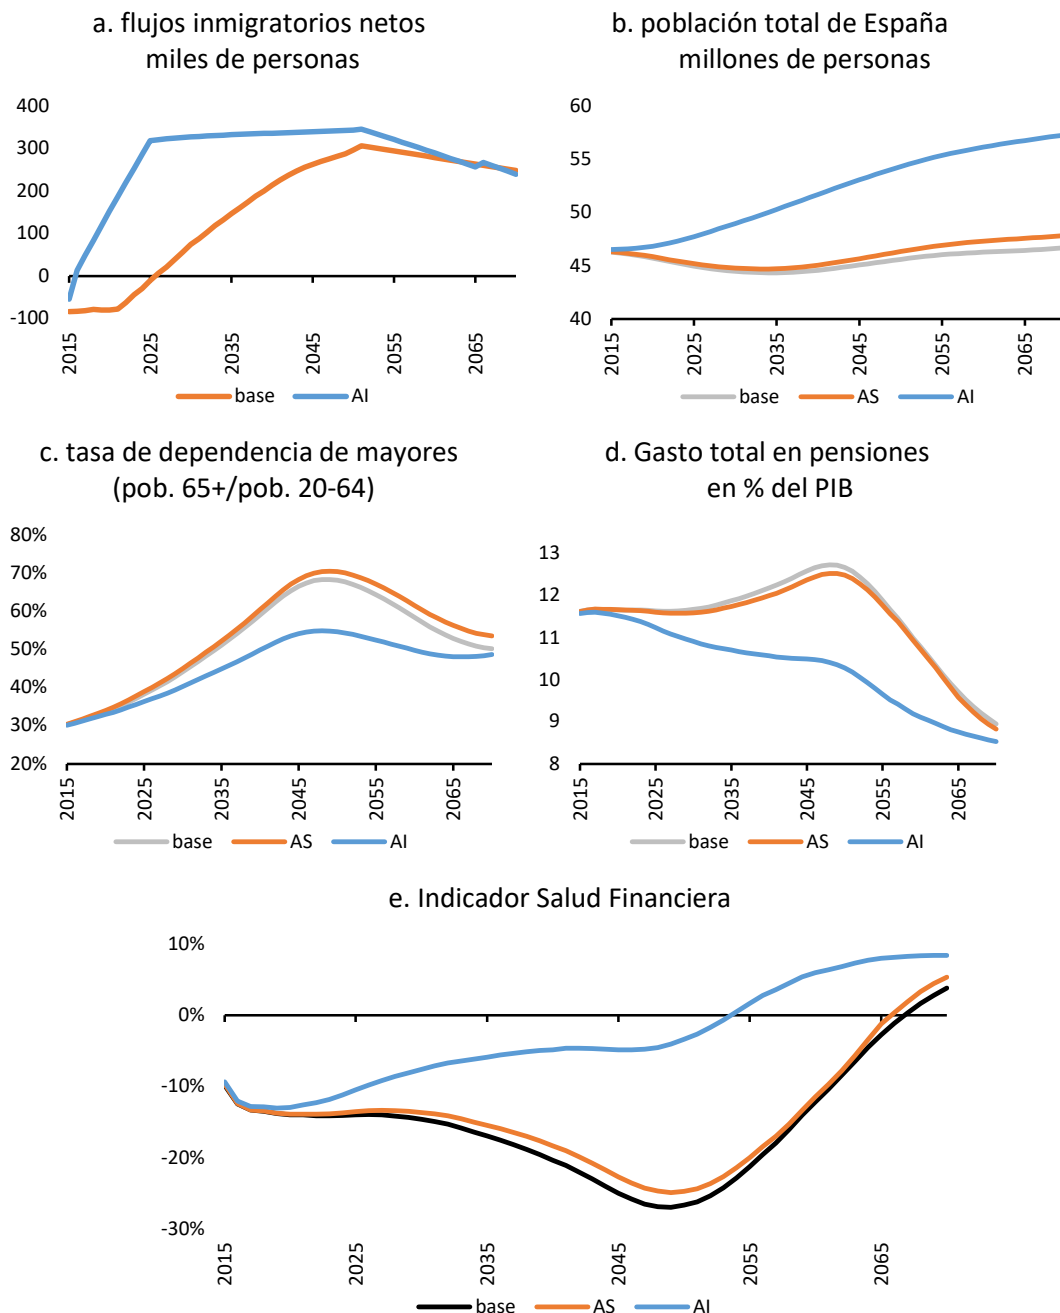 a. flujos inmigratorios netos
miles de personas
400
300
200
100
0
-100
2015
2025
2035
2045
2055
2065
base
AI
b. población total de España
millones de personas
60
55
50
45
40
2015
2025
2035
2045
2055
2065
base
AS
AI
c. tasa de dependencia de mayores
(pob. 65+/pob. 20-64)
80%
70%
60%
50%
40%
30%
20%
2015
2025
2035
2045
2055
2065
base
AS
AI
d. Gasto total en pensiones
en % del PIB
13
12
11
10
9
8
2015
2025
2035
2045
2055
2065
base
AS
AI
e. Indicador Salud Financiera
10%
0%
-10%
-20%
-30%
2015
2025
2035
2045
2055
2065
base
AS
AI